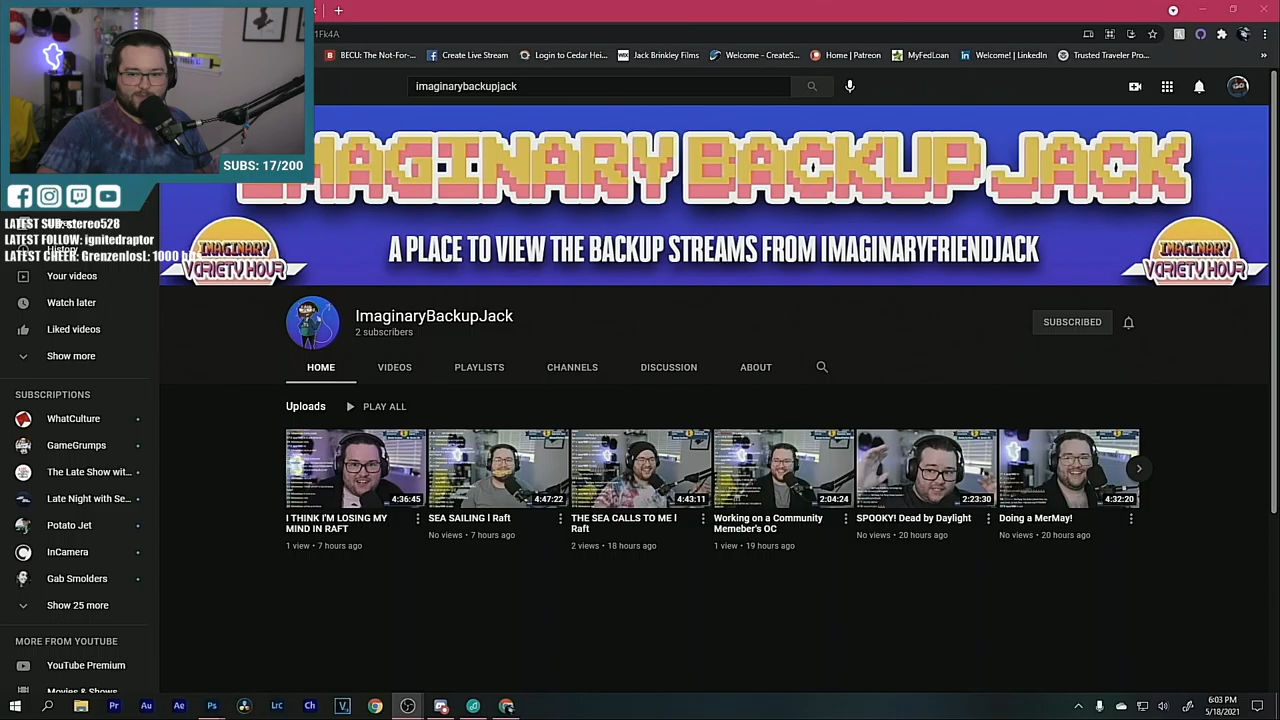 1Fk4A
BECU: The Not-For-...
Create Live Stream
Login to Cedar Hei...
WIX
Jack Brinkley Films
Welcome – CreateS...
Home | Patreon
MyFedLoan
Welcome! | LinkedIn
Trusted Traveler Pro...
imaginarybackupjack
SUBS: 17/200
IMAGINARY BACKUP JACK
A PLACE TO VIEW THE BACKUP STREAMS FROM IMAGINARYFRIENDJACK
IMAGINARY
VARIETY HOUR
IMAGINARY
VARIETY HOUR
LATEST SUB: stereo528
LATEST FOLLOW: ignitedraptor
History
LATEST CHEER: GrenzenlosL: 1000
Your videos
Watch later
Liked videos
Show more
SUBSCRIPTIONS
WhatCulture
GameGrumps
The Late Show wit...
Late Night with Se...
Potato Jet
InCamera
Gab Smolders
Show 25 more
MORE FROM YOUTUBE
YouTube Premium
Movies & Shows
ImaginaryBackupJack
2 subscribers
SUBSCRIBED
HOME
VIDEOS
PLAYLISTS
CHANNELS
DISCUSSION
ABOUT
Uploads
PLAY ALL
4:36:45
4:47:22
4:43:11
2:04:24
2:23:30
4:32:20
I THINK I'M LOSING MY
MIND IN RAFT
1 view • 7 hours ago
SEA SAILING l Raft
No views • 7 hours ago
THE SEA CALLS TO ME l
Raft
2 views • 18 hours ago
Working on a Community
Memeber's OC
1 view • 19 hours ago
SPOOKY! Dead by Daylight
No views • 20 hours ago
Doing a MerMay!
No views • 20 hours ago
Pr
Au
Ae
Ps
LrC
Ch
V
6:03 PM
5/18/2021